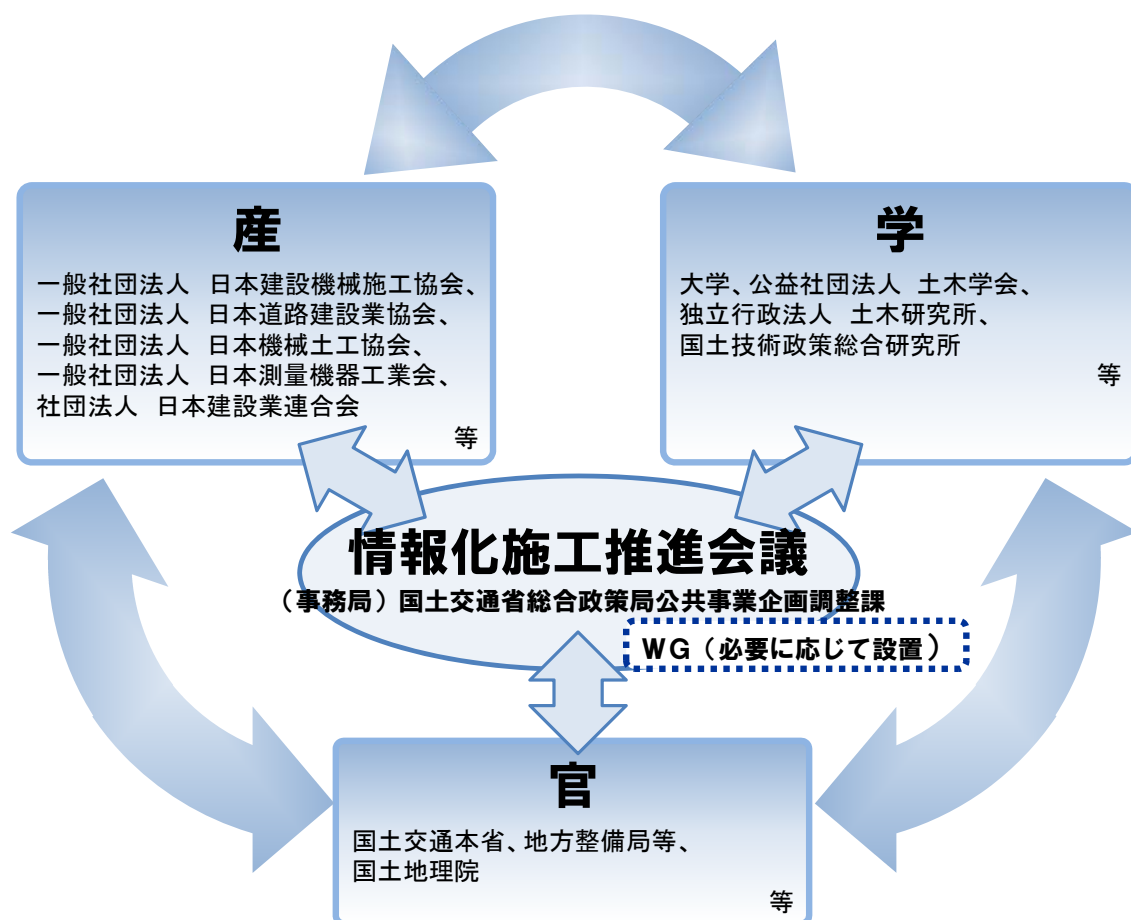 産
一般社団法人 日本建設機械施工協会、
一般社団法人 日本道路建設業協会、
一般社団法人 日本機械土工協会、
一般社団法人 日本測量機器工業会、
社団法人 日本建設業連合会
等
学
大学、公益社団法人 土木学会、
独立行政法人 土木研究所、
国土技術政策総合研究所
等
情報化施工推進会議
（事務局）国土交通省総合政策局公共事業企画調整課
WG（必要に応じて設置）
官
国土交通本省、地方整備局等、
国土地理院
等